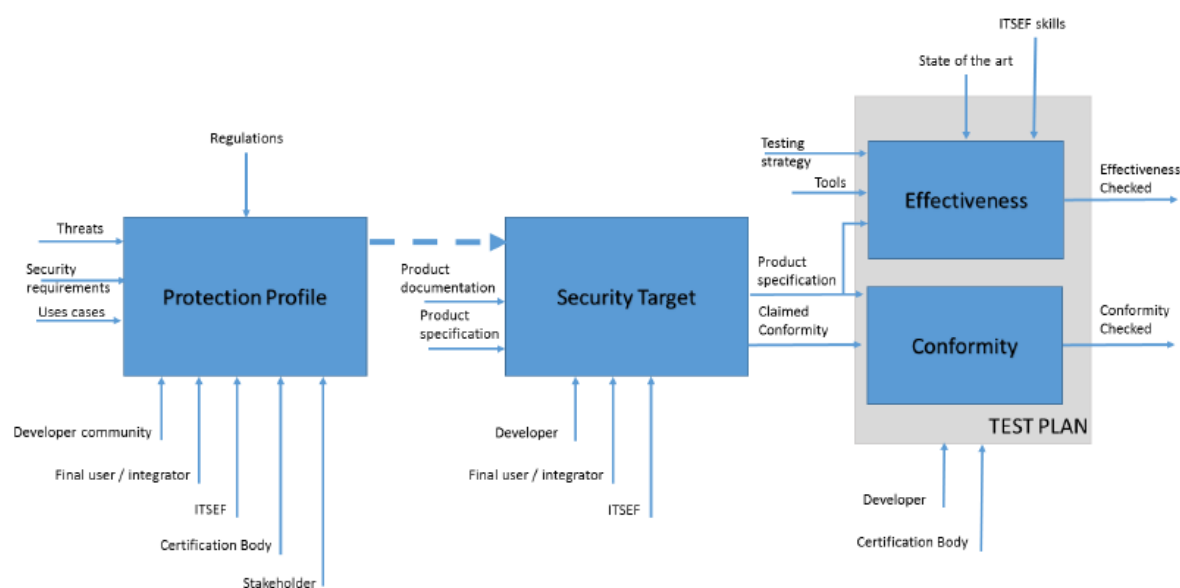 ITSEF skills
State of the art
Regulations
Testing
strategy
Tools
Effectiveness
Effectiveness
Checked
Threats
Security
requirements
Uses cases
Protection Profile
Product
documentation
Product
specification
Security Target
Product
specification
Claimed
Conformity
Conformity
Conformity
Checked
TEST PLAN
Developer community
Final user / integrator
ITSEF
Certification Body
Stakeholder
Developer
Final user / integrator
ITSEF
Developer
Certification Body